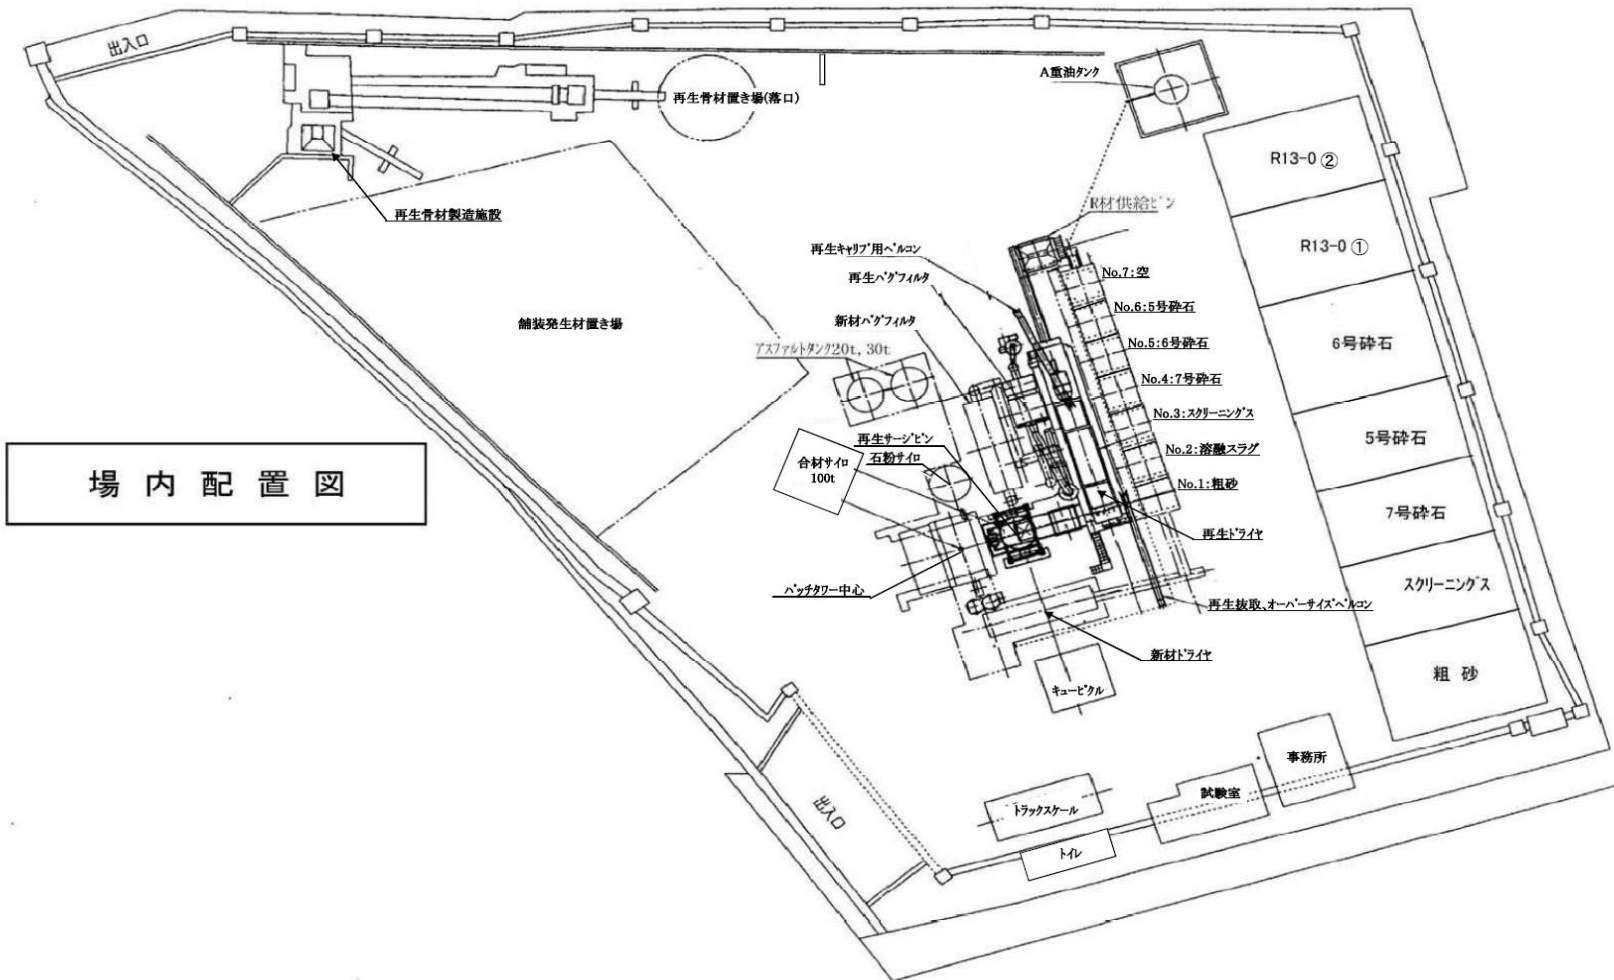 出入口
再生骨材置き場(落口)
A重油タンク
R13-0 ②
再生骨材製造施設
R材供給ビン
R13-0 ①
再生キャリブ用ベルコン
No.7:空
再生バグフィルタ
No.6:5号砕石
舗装発生材置き場
新材バグフィルタ
No.5:6号砕石
6号砕石
アスファルトタンク20t, 30t
No.4:7号砕石
No.3:スクリーニングス
再生サージビン
5号砕石
石粉サイロ
No.2:溶融スラグ
合材サイロ
100t
場内配置図
No.1:粗砂
7号砕石
再生ドライヤ
バッチタワー中心
スクリーニングス
再生抜取、オーバーサイズベルコン
新材ドライヤ
粗 砂
キュービクル
事務所
試験室
トラックスケール
出入口
トイレ